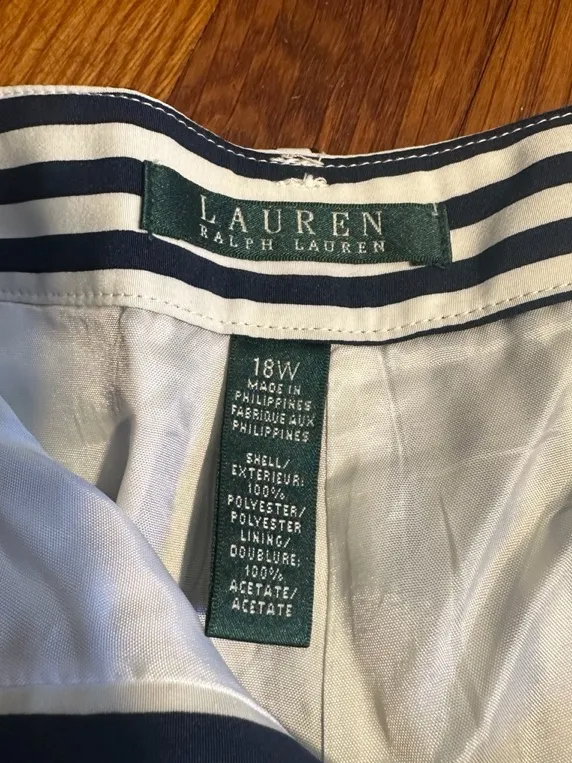 LAUREN
RALPH LAUREN
18W
MADE IN
PHILIPPINES
FABRIQUE AUX
PHILIPPINES
SHELL/
EXTERIEUR:
100%
POLYESTER/
POLYESTER
LINING/
DOUBLURE:
100%
ACETATE/
ACETATE